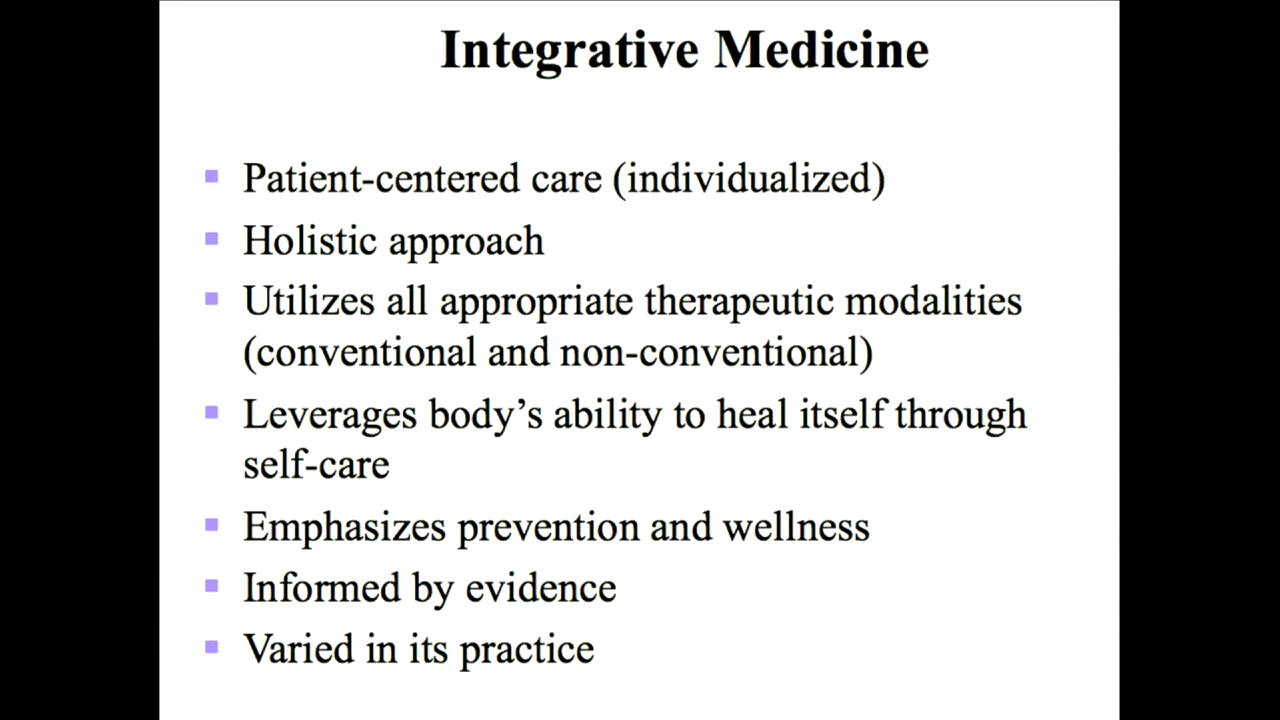 Integrative Medicine
Patient-centered care (individualized)
Holistic approach
Utilizes all appropriate therapeutic modalities
(conventional and non-conventional)
Leverages body’s ability to heal itself through
self-care
Emphasizes prevention and wellness
Informed by evidence
Varied in its practice